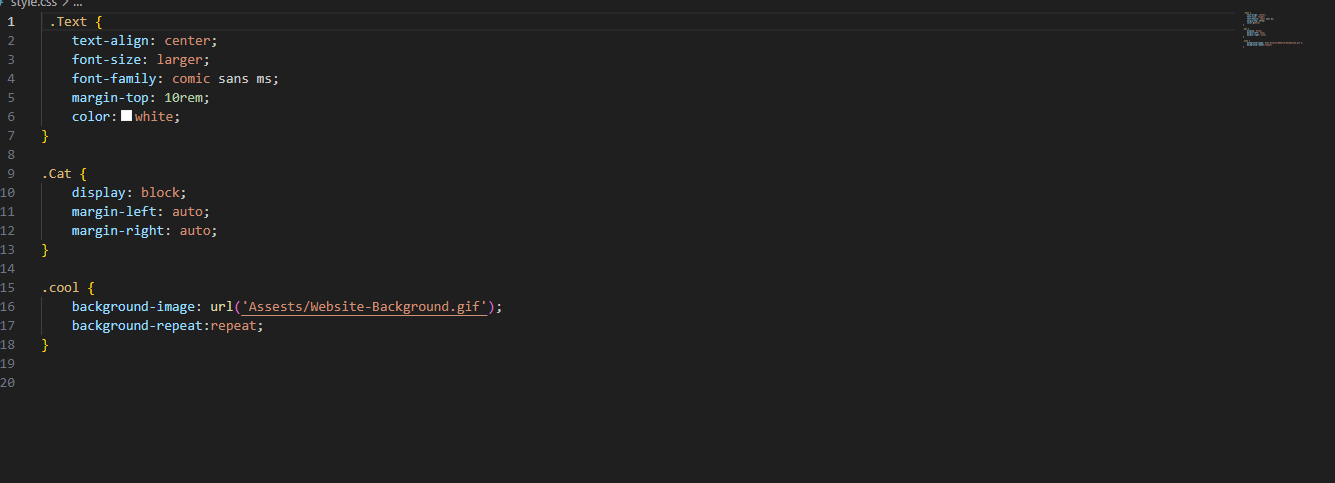 style.css > ...
1 .Text {
2 text-align: center;
3 font-size: larger;
4 font-family: comic sans ms;
5 margin-top: 10rem;
6 color: white;
7 }
8
9 .Cat {
10 display: block;
11 margin-left: auto;
12 margin-right: auto;
13 }
14
15 .cool {
16 background-image: url('Assests/Website-Background.gif');
17 background-repeat:repeat;
18 }
19
20